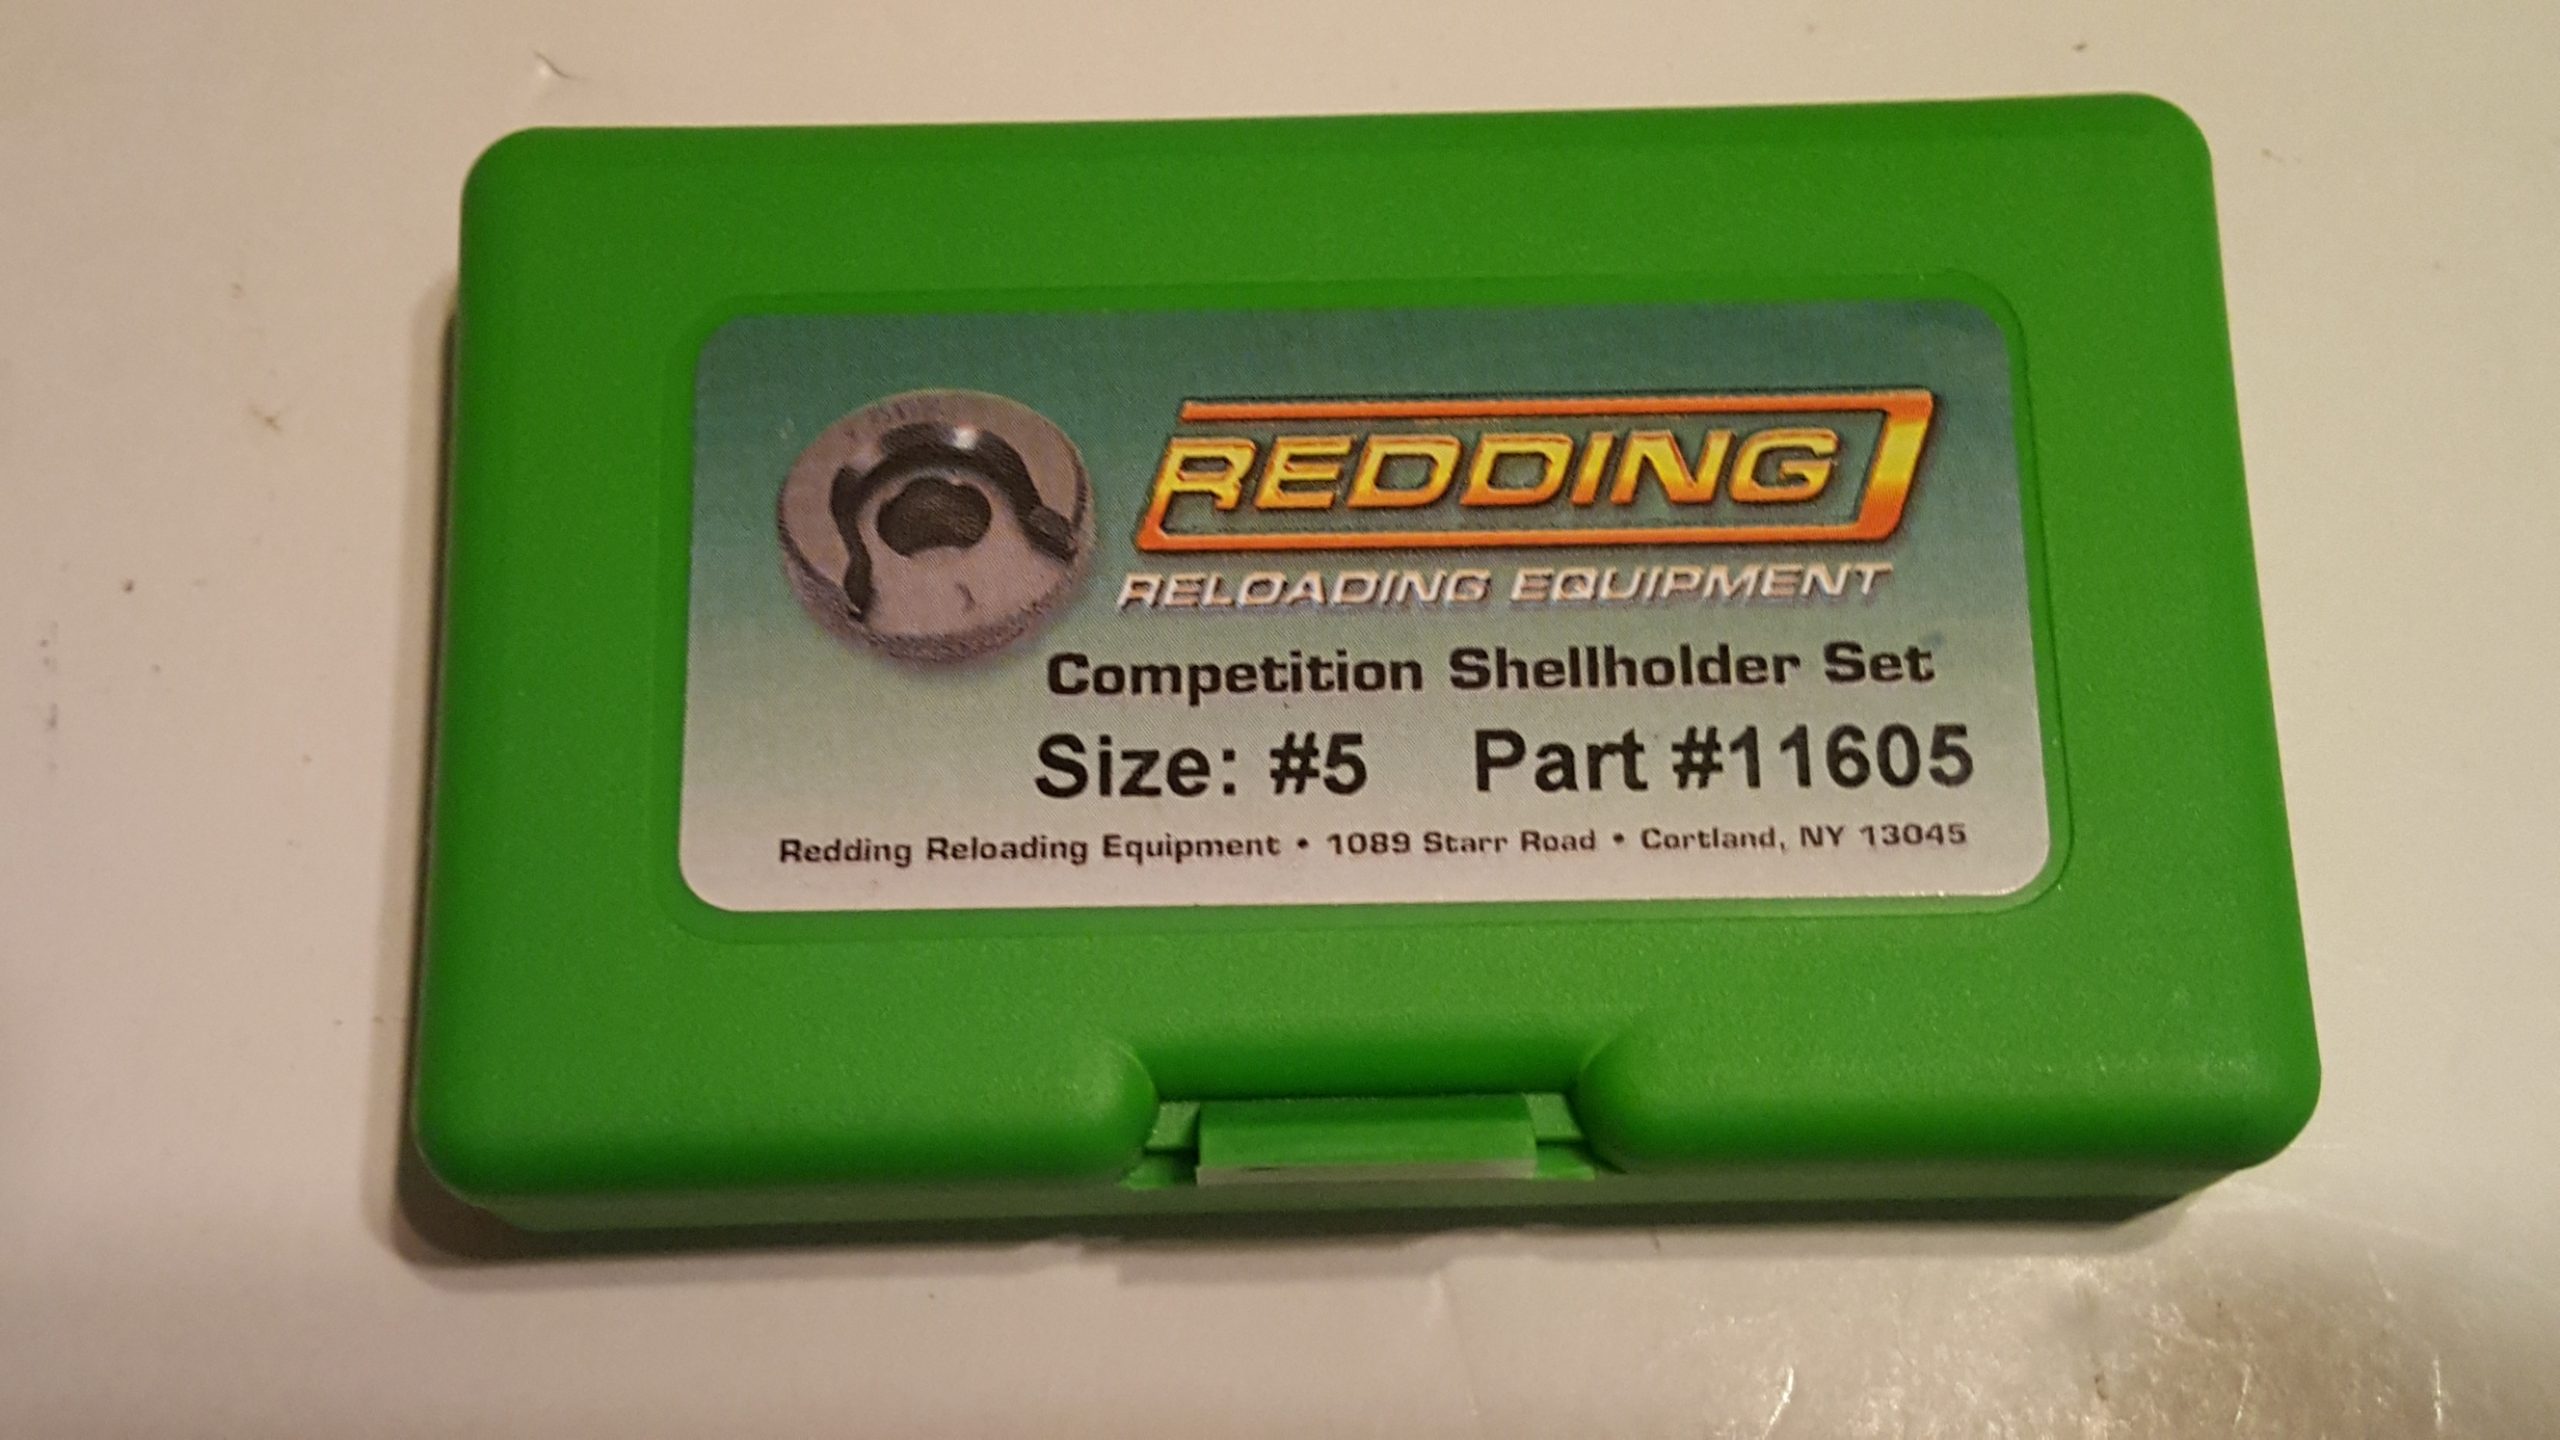 REDDING
RELOADING EQUIPMENT
Competition Shellholder Set
Size: #5 Part #11605
Redding Reloading Equipment • 1089 Starr Road • Cortland, NY 13045